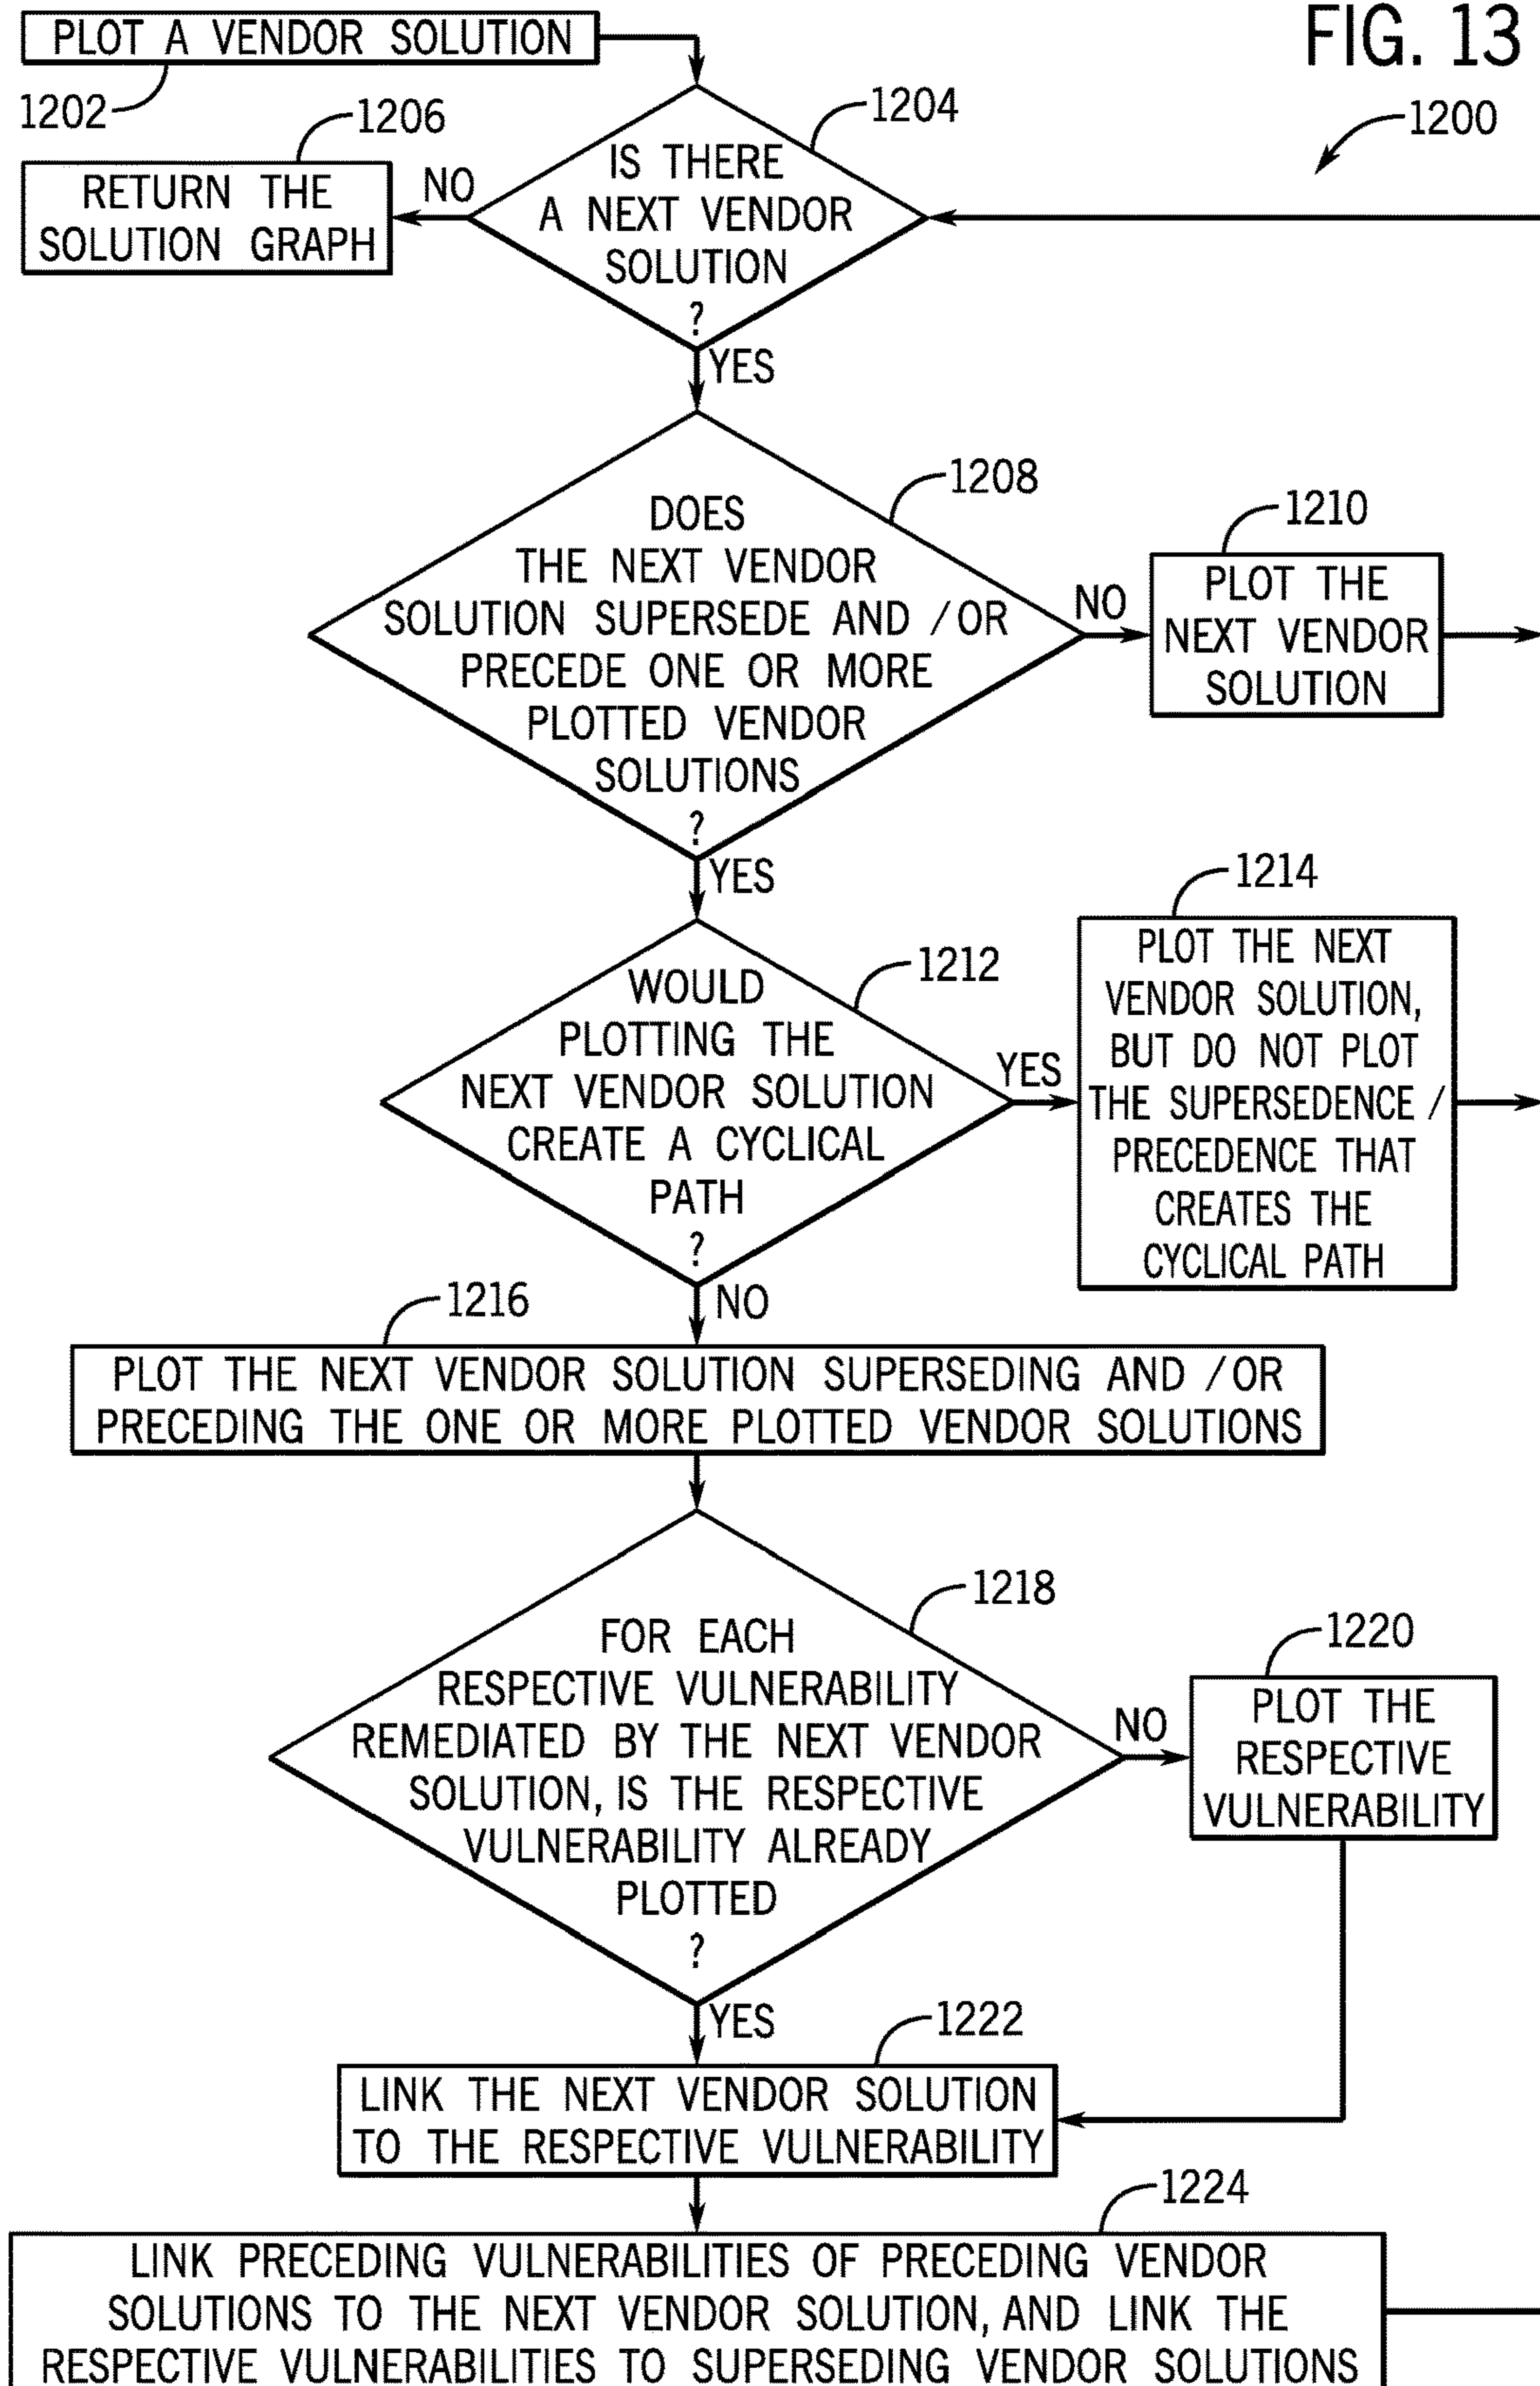 FIG. 13
PLOT A VENDOR SOLUTION
1202
1204
1200
1206
IS THERE
A NEXT VENDOR
SOLUTION
?
NO
RETURN THE
SOLUTION GRAPH
YES
1208
DOES
THE NEXT VENDOR
SOLUTION SUPERSEDE AND / OR
PRECEDE ONE OR MORE
PLOTTED VENDOR
SOLUTIONS
?
NO
1210
PLOT THE
NEXT VENDOR
SOLUTION
YES
1212
WOULD
PLOTTING THE
NEXT VENDOR SOLUTION
CREATE A CYCLICAL
PATH
?
YES
1214
PLOT THE NEXT
VENDOR SOLUTION,
BUT DO NOT PLOT
THE SUPERSEDENCE /
PRECEDENCE THAT
CREATES THE
CYCLICAL PATH
NO
1216
PLOT THE NEXT VENDOR SOLUTION SUPERSEDING AND / OR
PRECEDING THE ONE OR MORE PLOTTED VENDOR SOLUTIONS
1218
FOR EACH
RESPECTIVE VULNERABILITY
REMEDIATED BY THE NEXT VENDOR
SOLUTION, IS THE RESPECTIVE
VULNERABILITY ALREADY
PLOTTED
?
NO
1220
PLOT THE
RESPECTIVE
VULNERABILITY
YES
1222
LINK THE NEXT VENDOR SOLUTION
TO THE RESPECTIVE VULNERABILITY
1224
LINK PRECEDING VULNERABILITIES OF PRECEDING VENDOR
SOLUTIONS TO THE NEXT VENDOR SOLUTION, AND LINK THE
RESPECTIVE VULNERABILITIES TO SUPERSEDING VENDOR SOLUTIONS